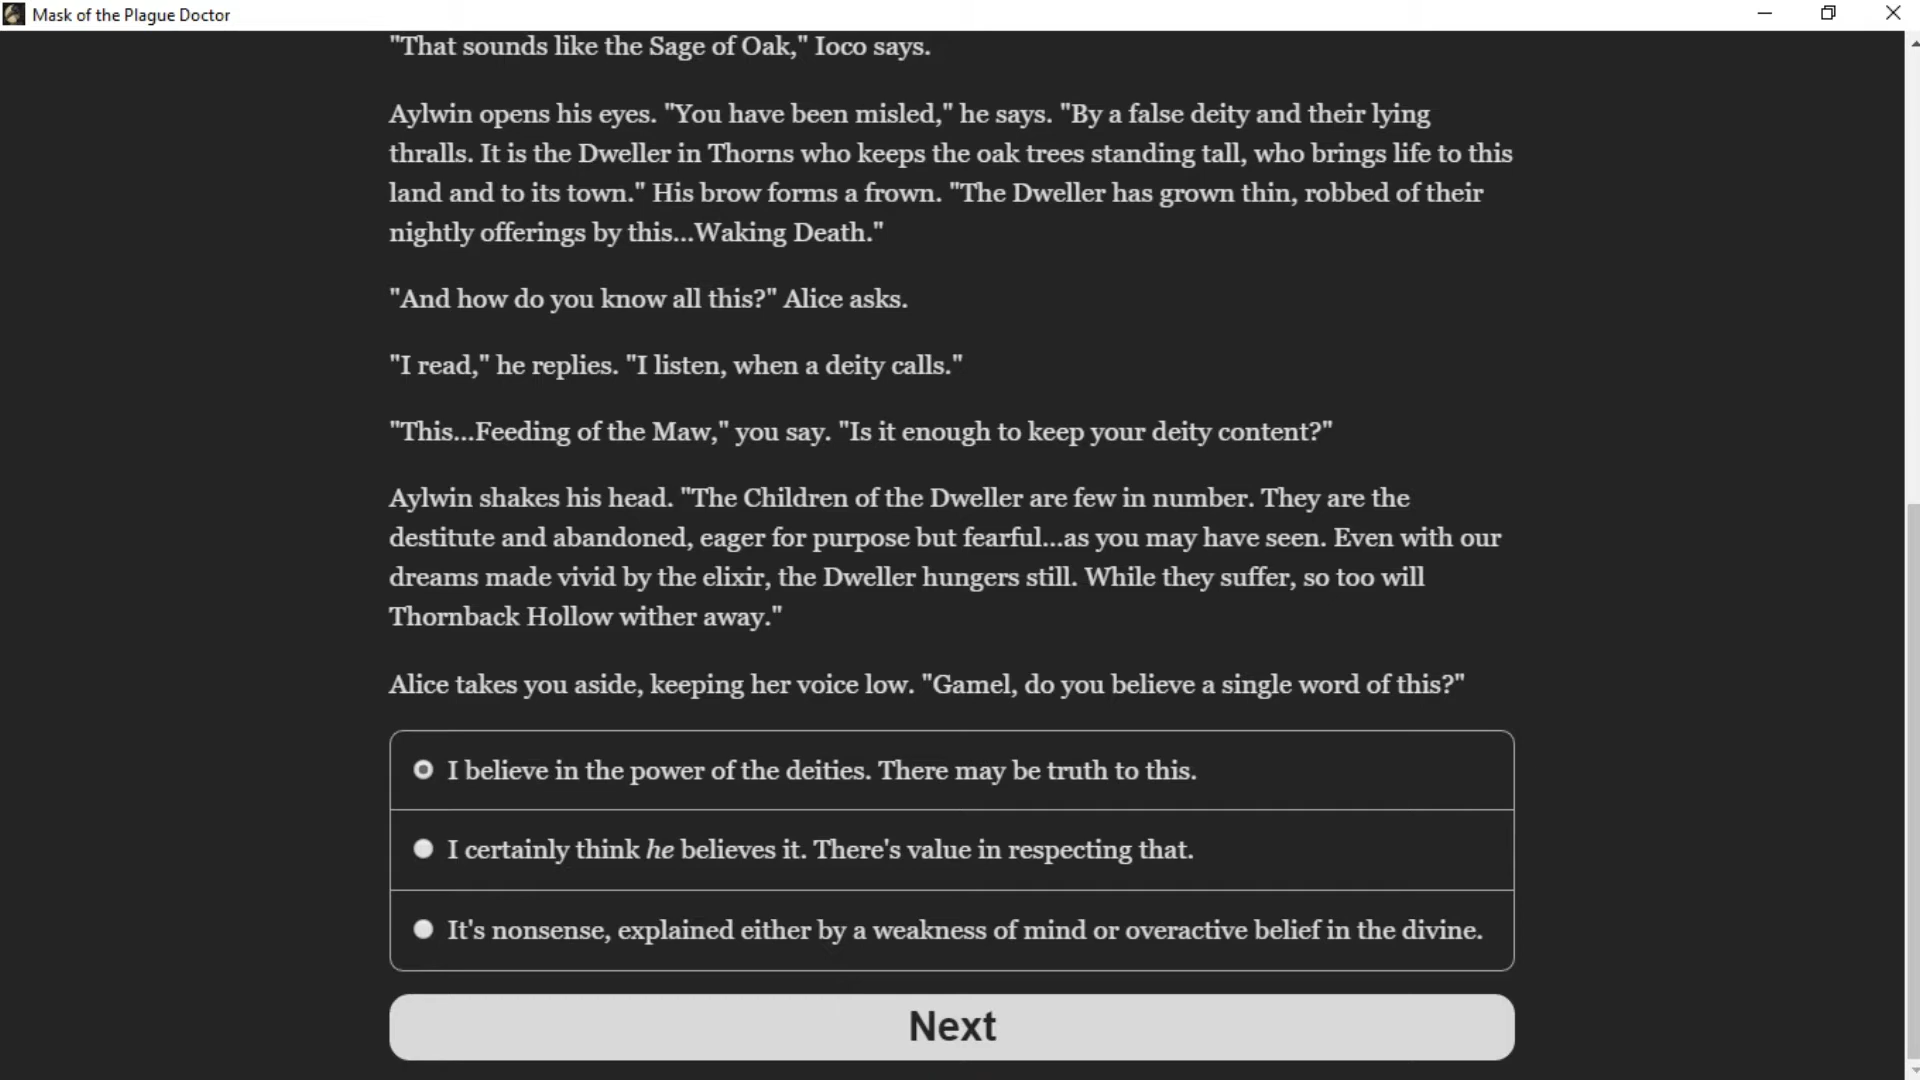 Mask of the Plague Doctor
"That sounds like the Sage of Oak," Ioco says.
Aylwin opens his eyes. "You have been misled," he says. "By a false deity and their lying
thralls. It is the Dweller in Thorns who keeps the oak trees standing tall, who brings life to this
land and to its town." His brow forms a frown. "The Dweller has grown thin, robbed of their
nightly offerings by this...Waking Death."
"And how do you know all this?" Alice asks.
"I read," he replies. "I listen, when a deity calls."
"This...Feeding of the Maw," you say. "Is it enough to keep your deity content?"
Aylwin shakes his head. "The Children of the Dweller are few in number. They are the
destitute and abandoned, eager for purpose but fearful...as you may have seen. Even with our
dreams made vivid by the elixir, the Dweller hungers still. While they suffer, so too will
Thornback Hollow wither away."
Alice takes you aside, keeping her voice low. "Gamel, do you believe a single word of this?"
I believe in the power of the deities. There may be truth to this.
I certainly think he believes it. There's value in respecting that.
It's nonsense, explained either by a weakness of mind or overactive belief in the divine.
Next